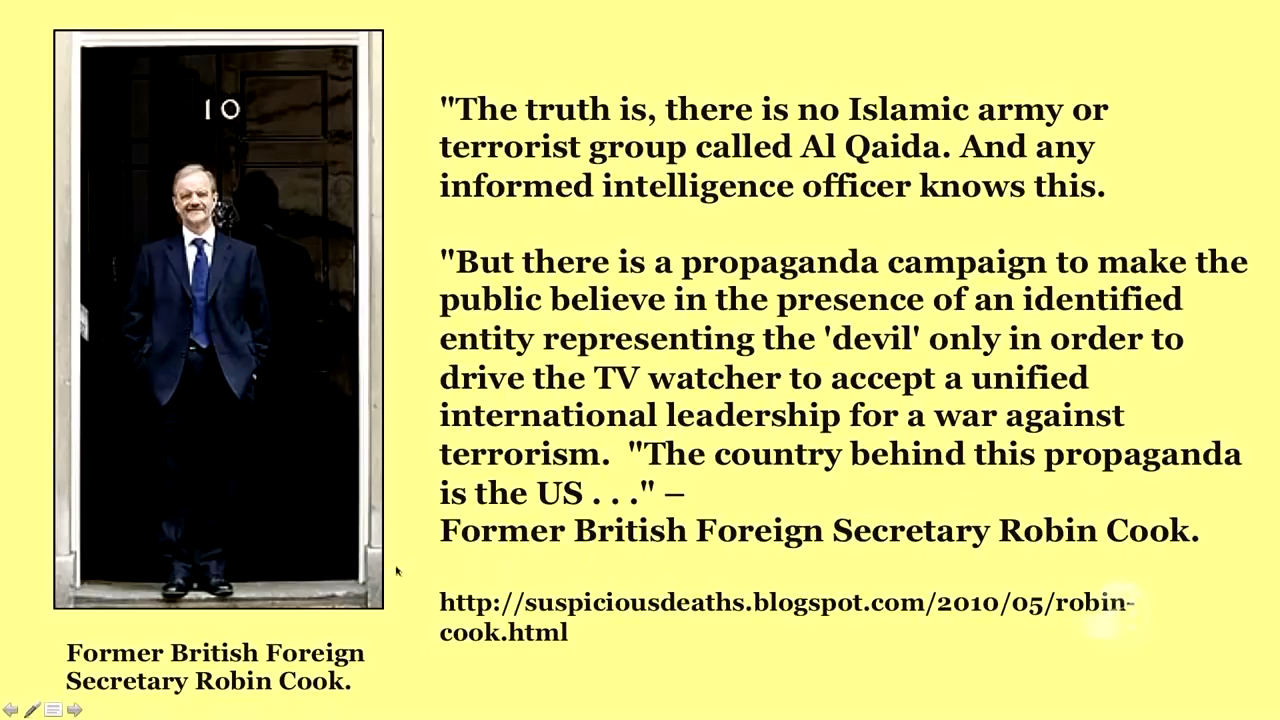 10
"The truth is, there is no Islamic army or
terrorist group called Al Qaida. And any
informed intelligence officer knows this.
"But there is a propaganda campaign to make the
public believe in the presence of an identified
entity representing the 'devil' only in order to
drive the TV watcher to accept a unified
international leadership for a war against
terrorism.  "The country behind this propaganda
is the US . . ." –
Former British Foreign Secretary Robin Cook.
http://suspiciousdeaths.blogspot.com/2010/05/robin-
cook.html
Former British Foreign
Secretary Robin Cook.